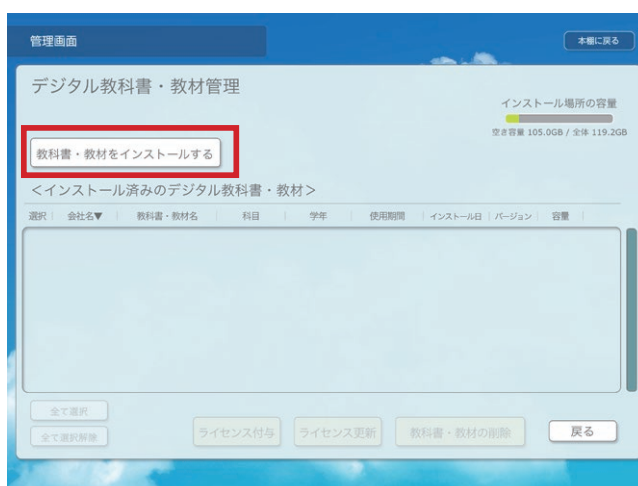 管理画面
本棚に戻る
デジタル教科書・教材管理
インストール場所の容量
空き容量 105.0GB / 全体 119.2GB
教科書・教材をインストールする
＜インストール済みのデジタル教科書・教材＞
選択 会社名▼ 教科書・教材名 科目 学年 使用期間 インストール日 バージョン 容量
全て選択
全て選択解除
ライセンス付与 ライセンス更新 教科書・教材の削除 戻る